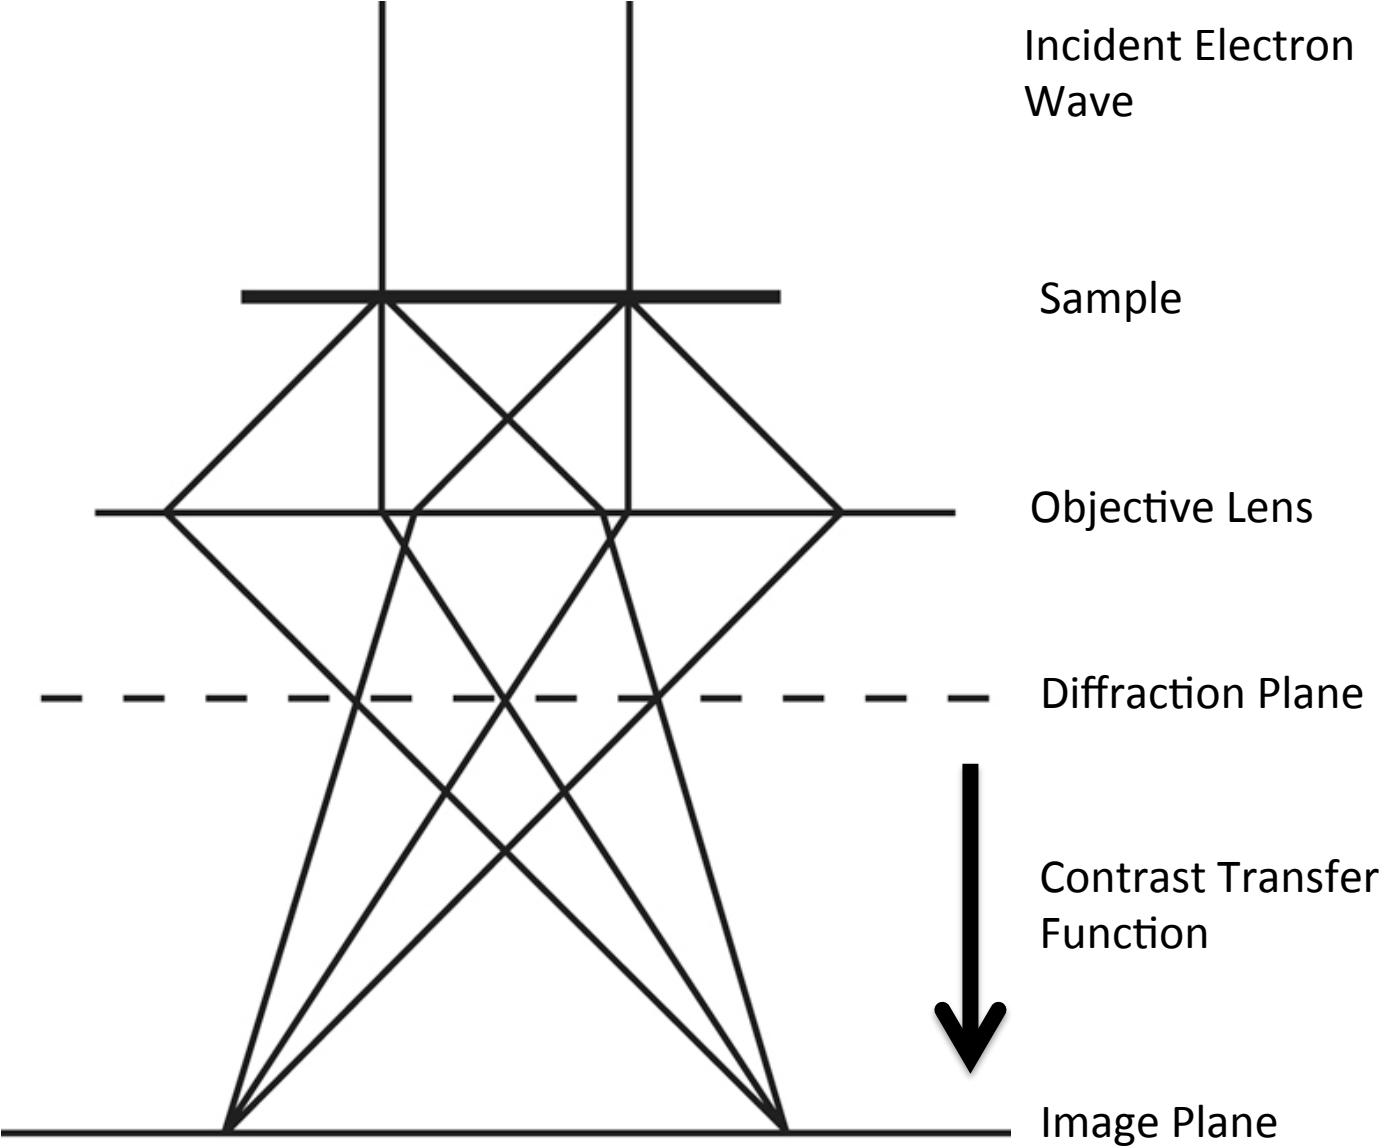 Incident Electron
Wave
Sample
Objective Lens
Diffraction Plane
Contrast Transfer
Function
Image Plane